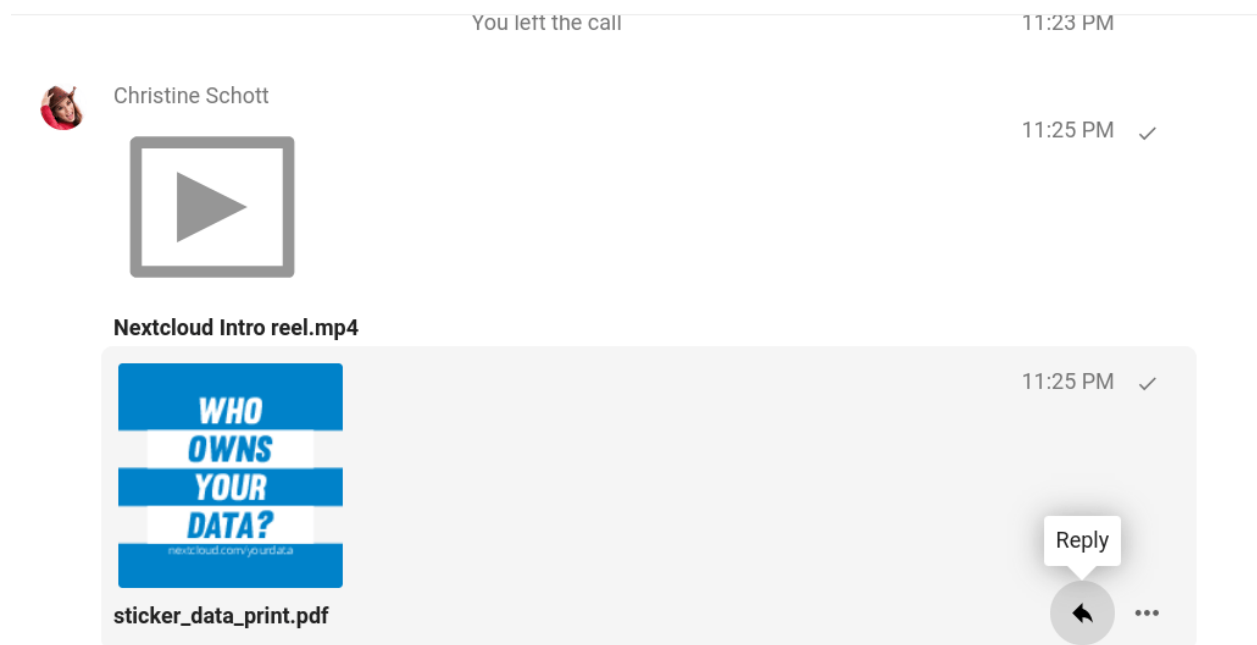 You left the call 11:23 PM
Christine Schott
11:25 PM
Nextcloud Intro reel.mp4
11:25 PM
WHO
OWNS
YOUR
DATA?
nextcloud.com/yourdata
Reply
sticker_data_print.pdf